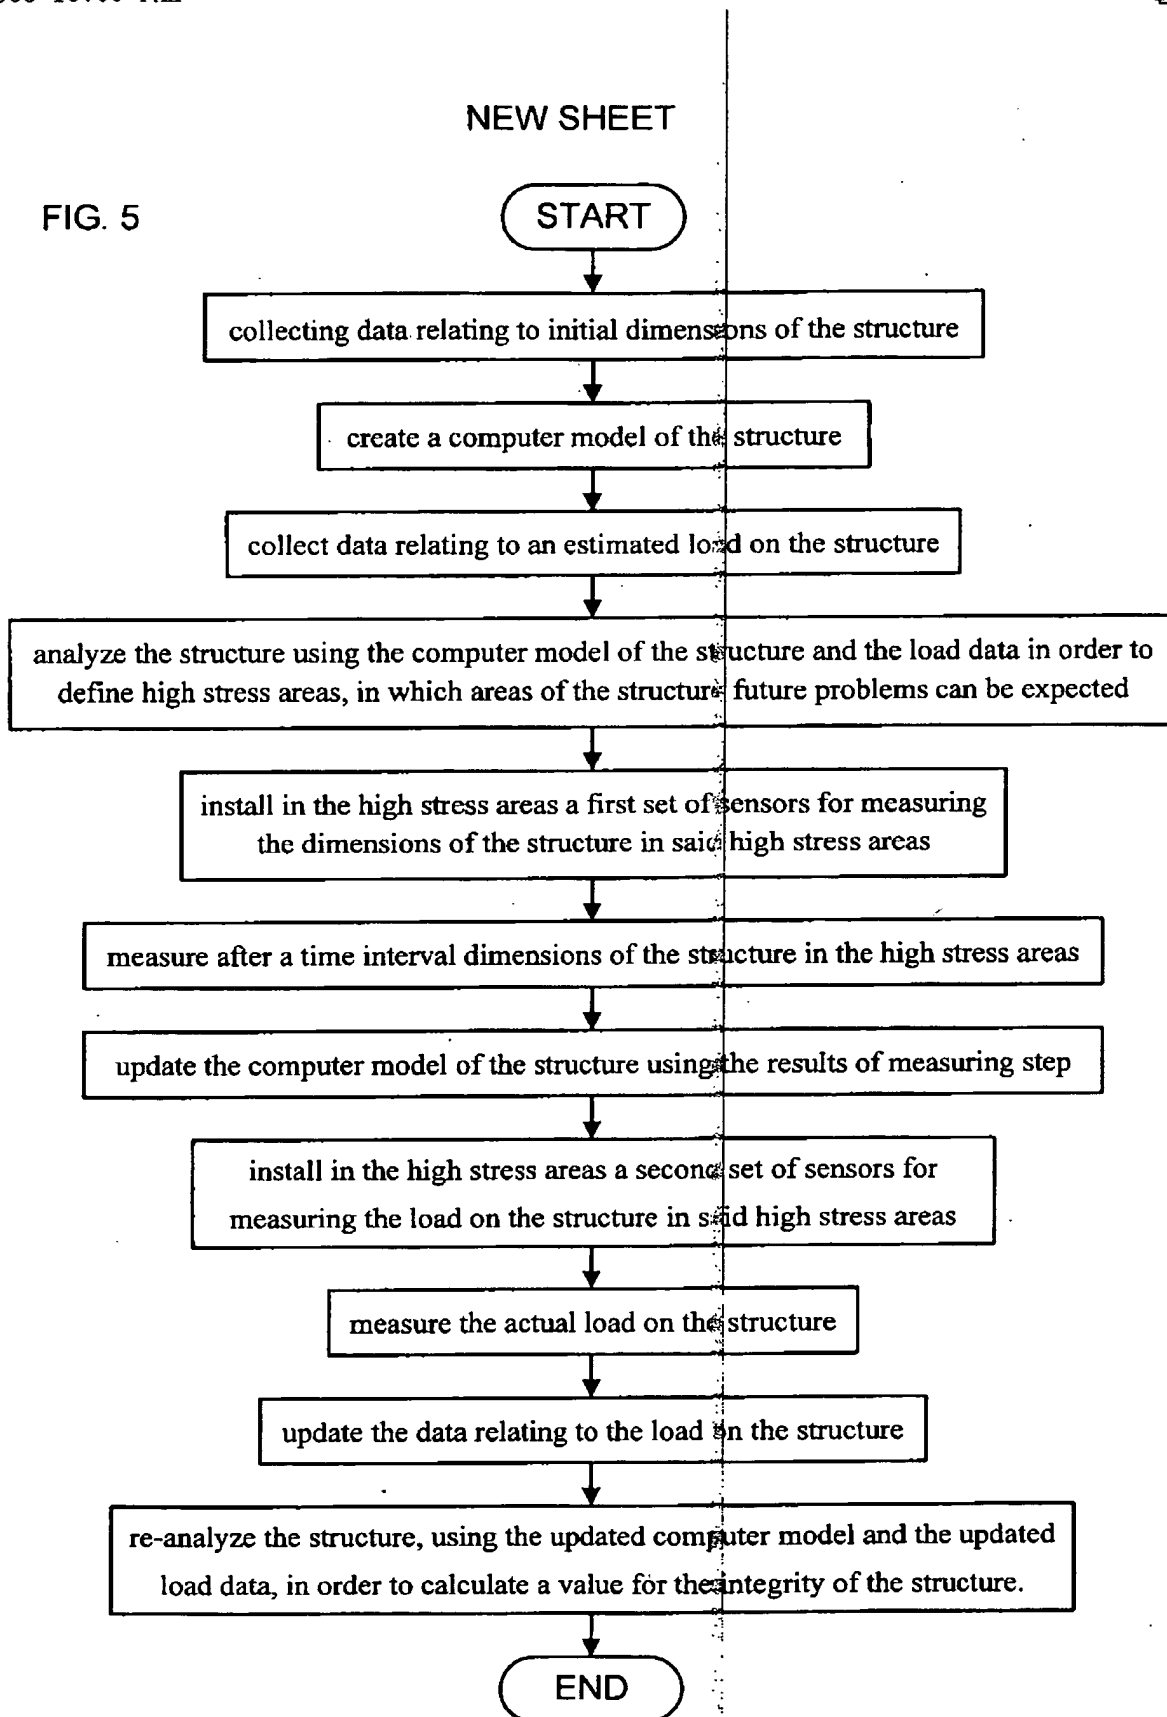 NEW SHEET
FIG. 5
START
collecting data relating to initial dimensions of the structure
create a computer model of the structure
collect data relating to an estimated load on the structure
analyze the structure using the computer model of the structure and the load data in order to
define high stress areas, in which areas of the structure future problems can be expected
install in the high stress areas a first set of sensors for measuring
the dimensions of the structure in said high stress areas
measure after a time interval dimensions of the structure in the high stress areas
update the computer model of the structure using the results of measuring step
install in the high stress areas a second set of sensors for
measuring the load on the structure in said high stress areas
measure the actual load on the structure
update the data relating to the load on the structure
re-analyze the structure, using the updated computer model and the updated
load data, in order to calculate a value for the integrity of the structure.
END